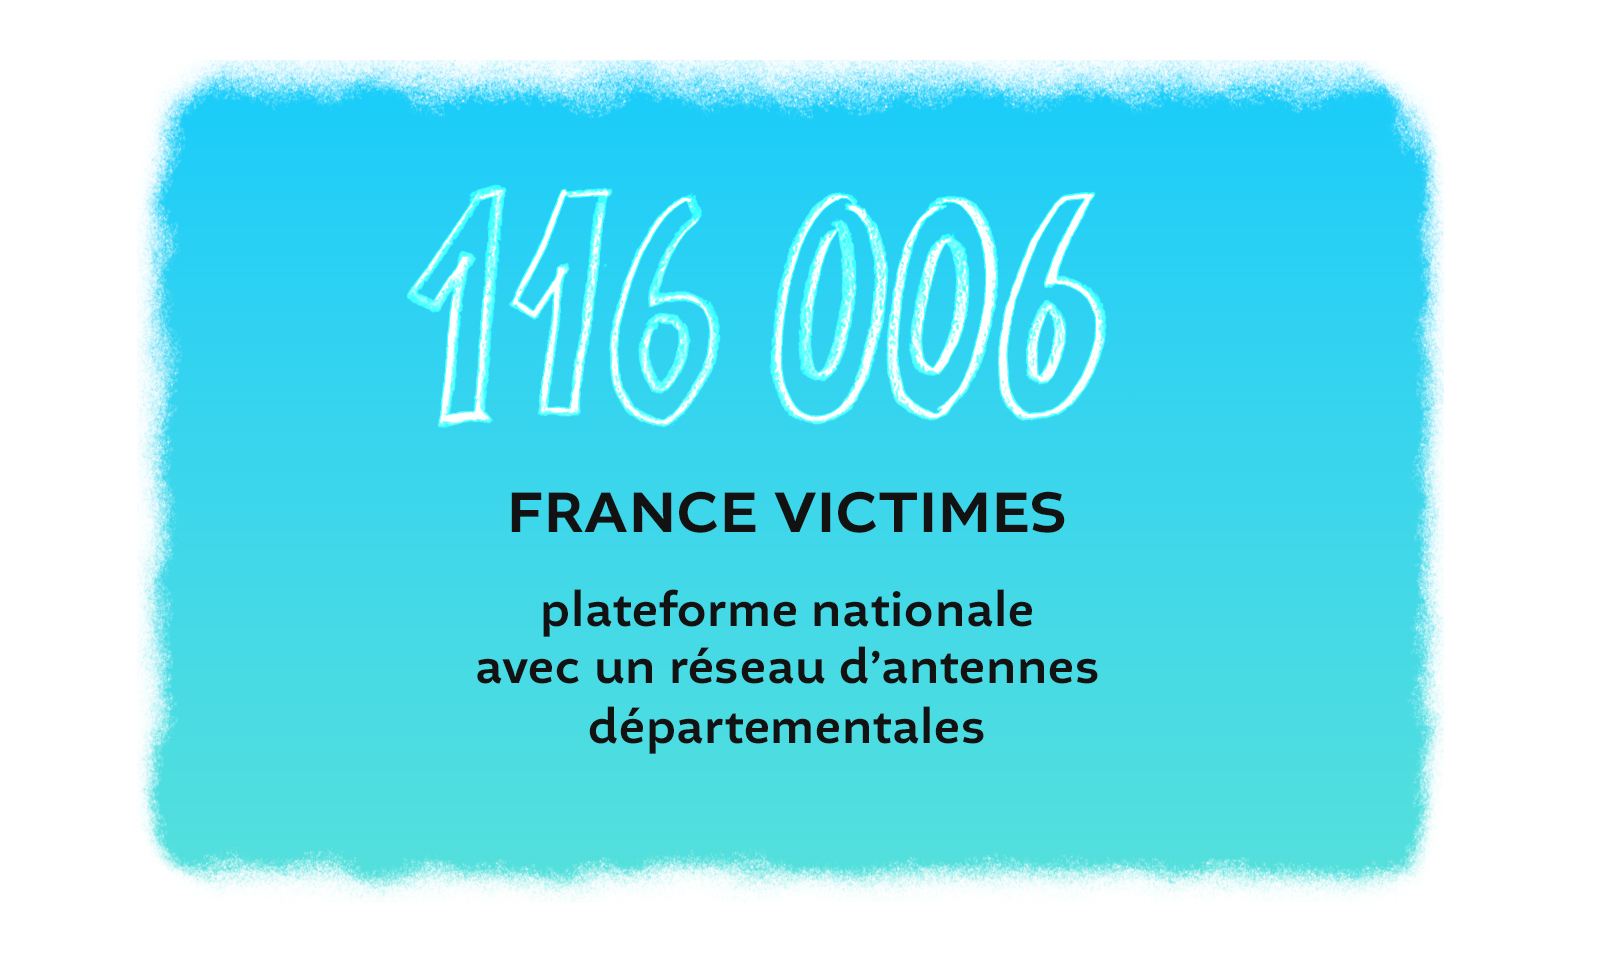 116 006
FRANCE VICTIMES
plateforme nationale
avec un réseau d’antennes
départementales